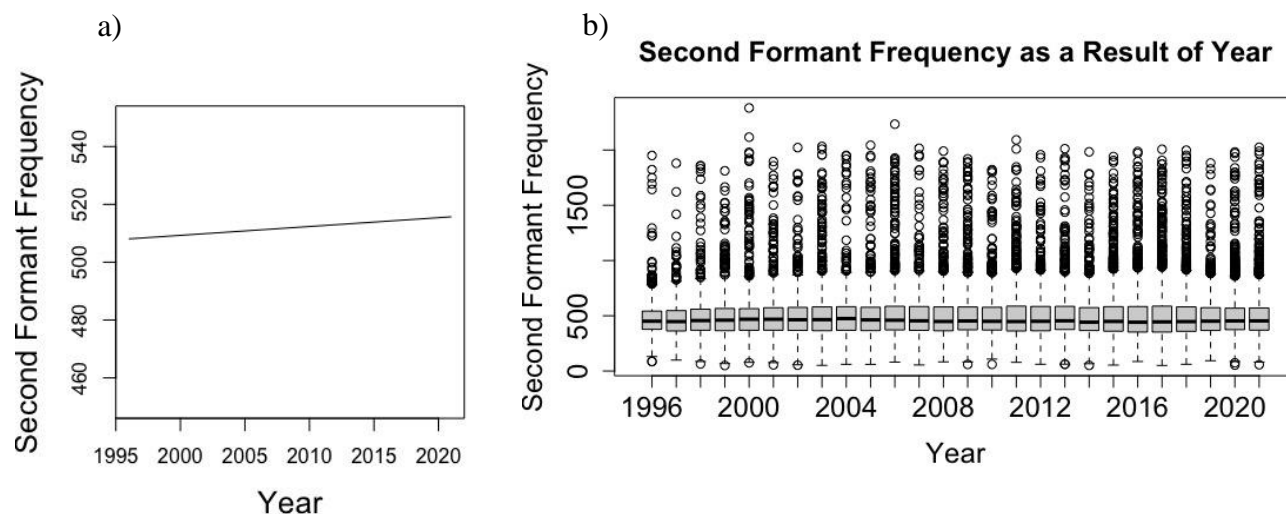 a)
Second Formant Frequency
540
520
500
480
460
1995 2000 2005 2010 2015 2020
Year
b)
Second Formant Frequency as a Result of Year
Second Formant Frequency
1500
500
0
1996 2000 2004 2008 2012 2016 2020
Year